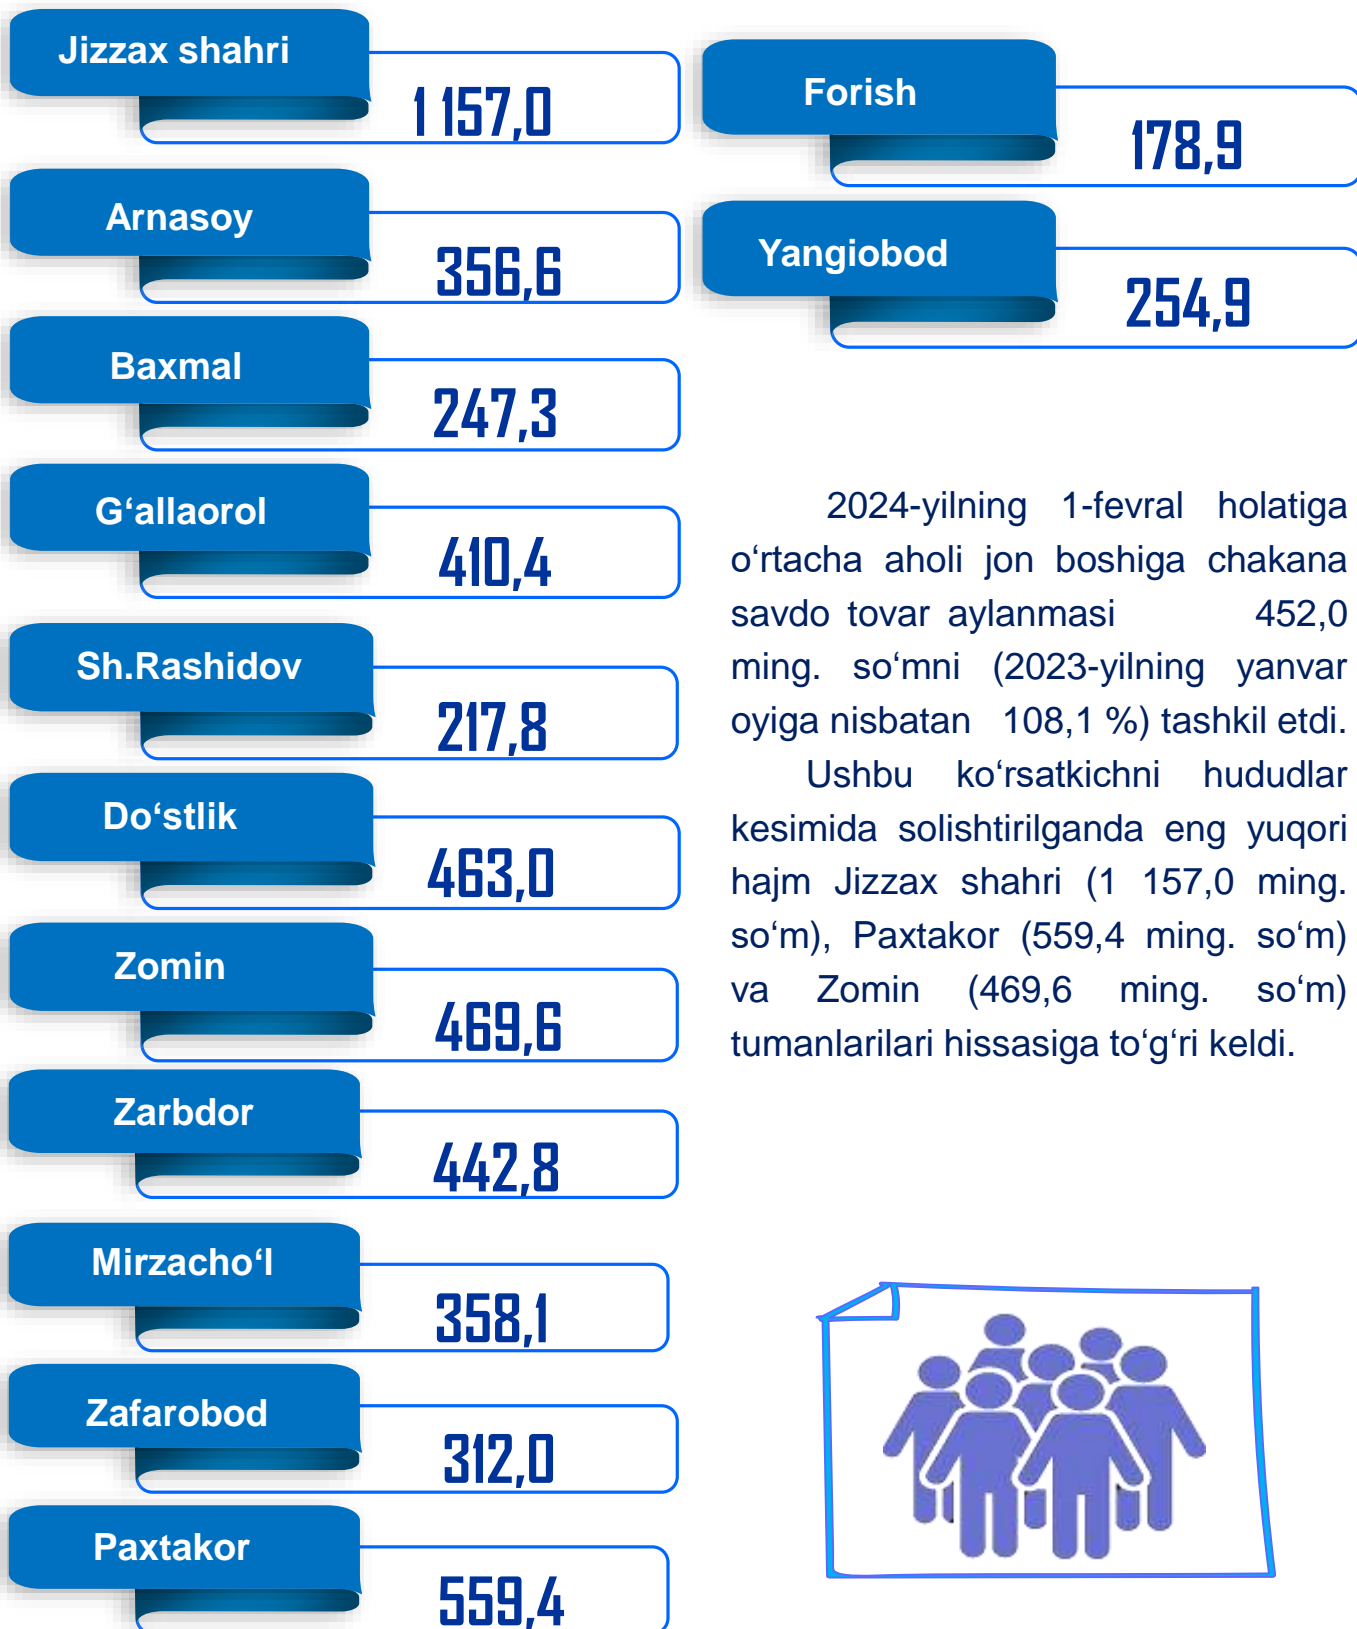 Jizzax shahri
1 157,0
Arnasoy
356,6
Baxmal
247,3
G‘allaorol
410,4
Sh.Rashidov
217,8
Do‘stlik
463,0
Zomin
469,6
Zarbdor
442,8
Mirzacho‘l
358,1
Zafarobod
312,0
Paxtakor
559,4
Forish
178,9
Yangiobod
254,9
2024-yilning 1-fevral holatiga
o‘rtacha aholi jon boshiga chakana
savdo tovar aylanmasi 452,0
ming. so‘mni (2023-yilning yanvar
oyiga nisbatan 108,1 %) tashkil etdi.
Ushbu ko‘rsatkichni hududlar
kesimida solishtirilganda eng yuqori
hajm Jizzax shahri (1 157,0 ming.
so‘m), Paxtakor (559,4 ming. so‘m)
va Zomin (469,6 ming. so‘m)
tumanlarilari hissasiga to‘g‘ri keldi.